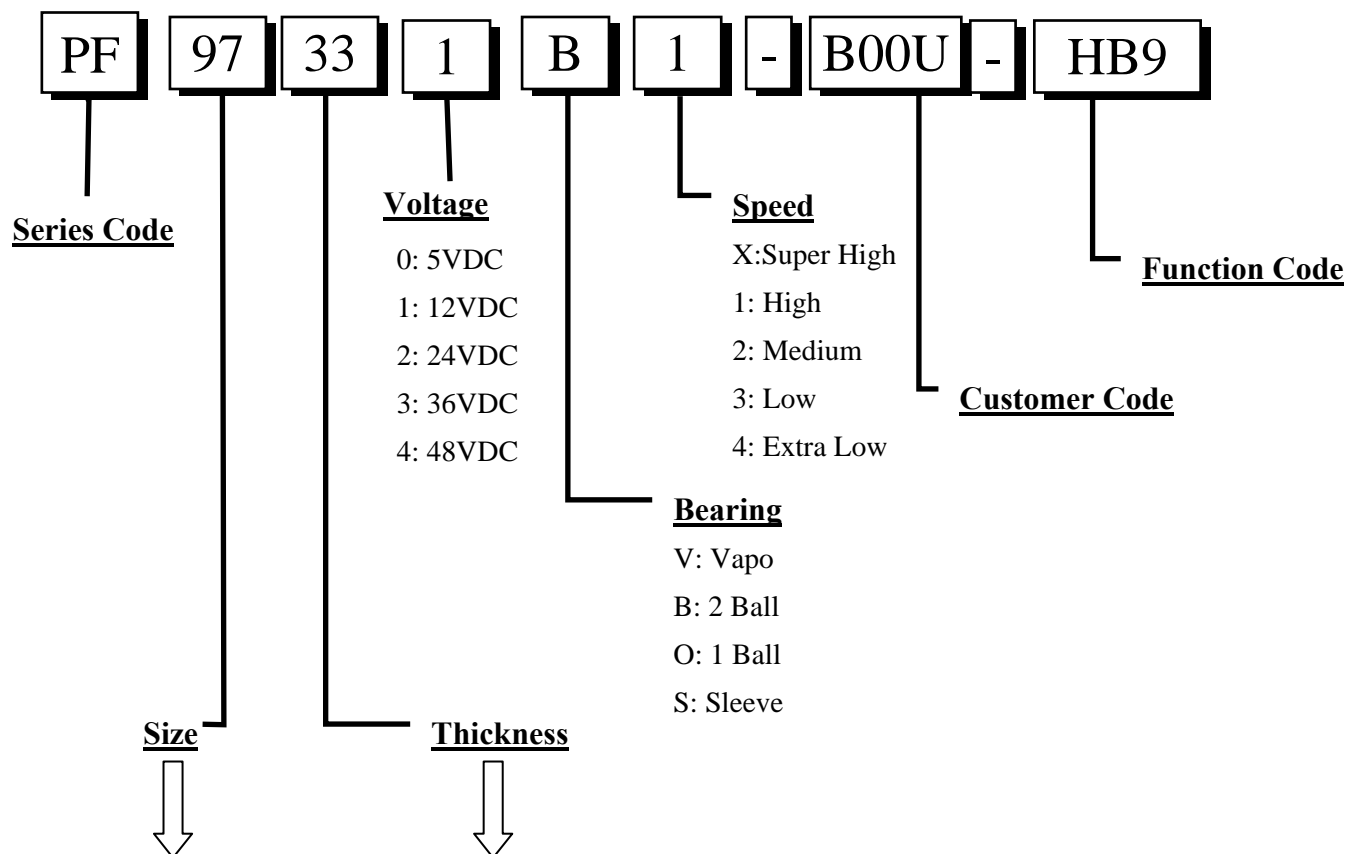 PF 97 33 1 B 1 - B00U - HB9
Series Code
Voltage
0: 5VDC
1: 12VDC
2: 24VDC
3: 36VDC
4: 48VDC
Speed
X:Super High
1: High
2: Medium
3: Low
4: Extra Low
Function Code
Customer Code
Bearing
V: Vapo
B: 2 Ball
O: 1 Ball
S: Sleeve
Size
Thickness